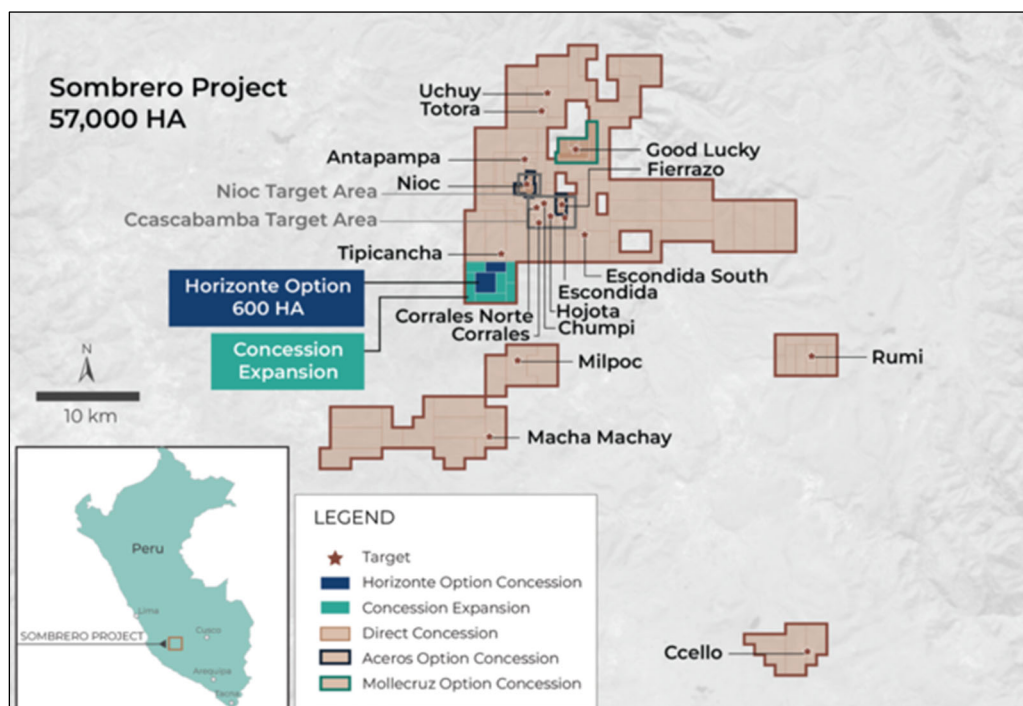 Sombrero Project
57,000 HA
Uchuy
Totora
Antapampa
Good Lucky
Fierrazo
Nioc
Nioc Target Area
Ccascabamba Target Area
Tipicancha
Escondida South
Horizonte Option
600 HA
Escondida
Hojota
Corrales Norte
Chumpi
Corrales
Concession
Expansion
N
10 km
Milpoc
Rumi
Macha Machay
Peru
Lima
Cusco
SOMBRERO PROJECT
Arequipa
Tacna
LEGEND
Target
Horizonte Option Concession
Concession Expansion
Direct Concession
Aceros Option Concession
Mollecruz Option Concession
Ccello